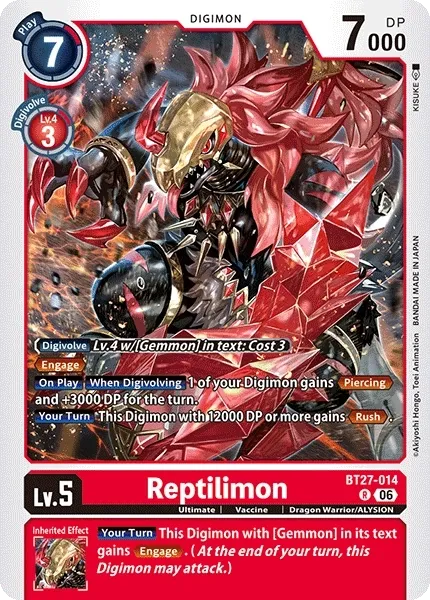 DIGIMON
Play
7
7000
DP
Digivolve
Lv.4
3
KISUKE
©Akiyoshi Hongo, Toei Animation BANDAI MADE IN JAPAN
Digivolve Lv.4 w/[Gemmon] in text: Cost 3
Engage
On Play When Digivolving 1 of your Digimon gains Piercing
and +3000 DP for the turn.
Your Turn This Digimon with 12000 DP or more gains Rush .
Lv.5
Reptilimon
BT27-014
R 06
Ultimate | Vaccine | Dragon Warrior/ALYSION
Inherited Effect
Your Turn This Digimon with [Gemmon] in its text
gains Engage . (At the end of your turn, this
Digimon may attack.)